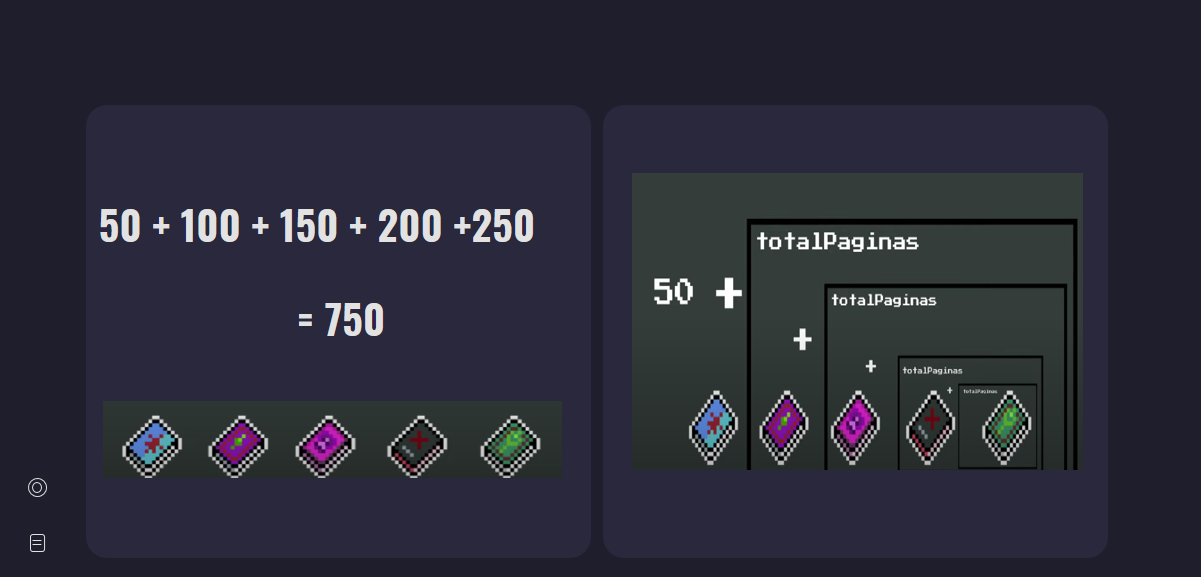 50 + 100 + 150 + 200 +250
= 750
totalPaginas
50 +
totalPaginas
+
+
totalPaginas
+
totalPaginas